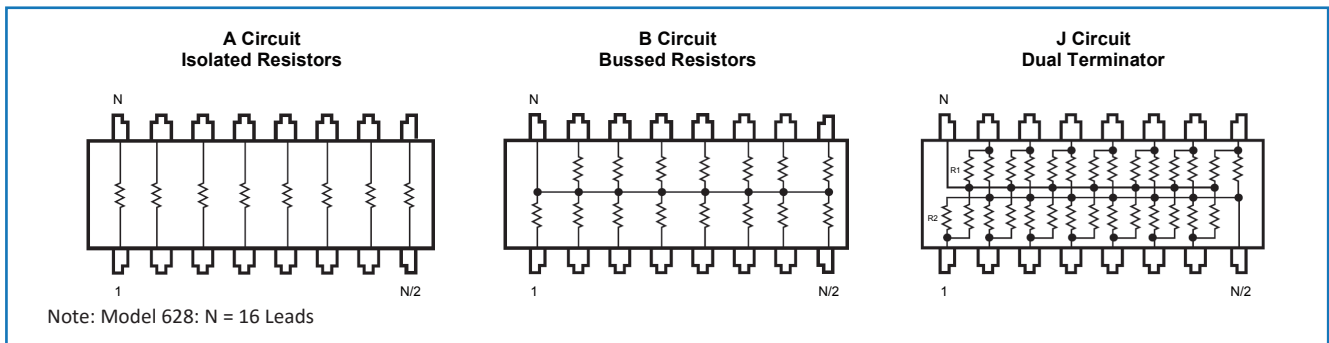 A Circuit
Isolated Resistors
B Circuit
Bussed Resistors
J Circuit
Dual Terminator
N
N
N
R1
R2
1
N/2
1
N/2
1
N/2
Note: Model 628: N = 16 Leads